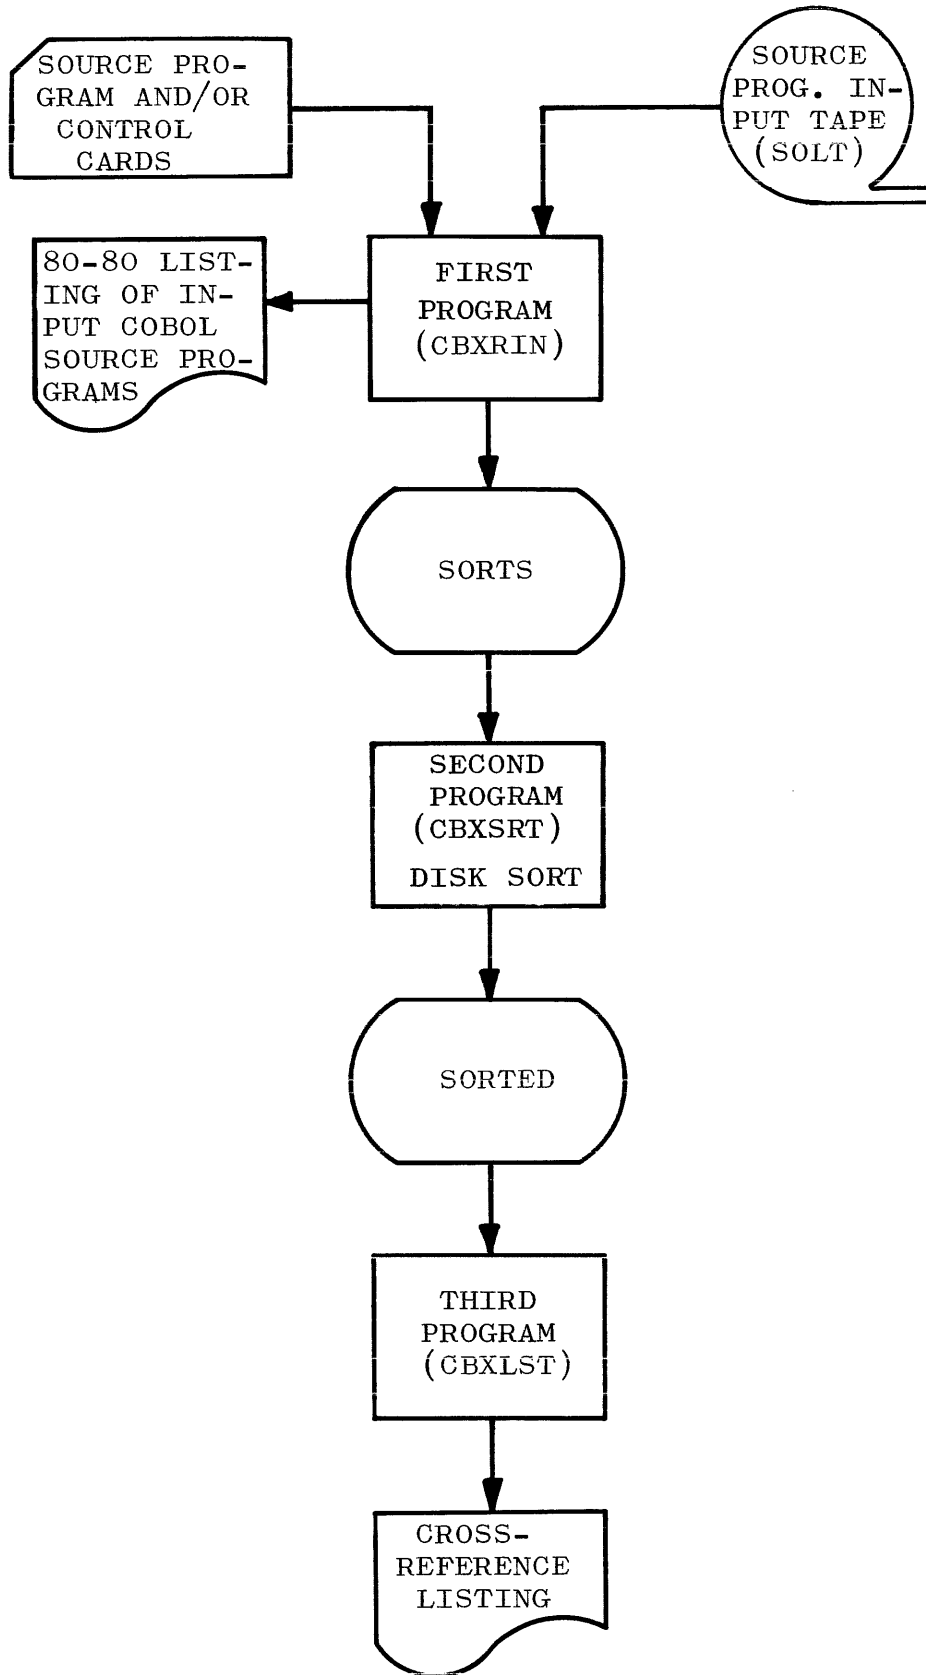 SOURCE PRO-
GRAM AND/OR
CONTROL
CARDS
SOURCE
PROG. IN-
PUT TAPE
(SOLT)
80-80 LIST-
ING OF IN-
PUT COBOL
SOURCE PRO-
GRAMS
FIRST
PROGRAM
(CBXRIN)
SORTS
SECOND
PROGRAM
(CBXSRT)
DISK SORT
SORTED
THIRD
PROGRAM
(CBXLST)
CROSS-
REFERENCE
LISTING